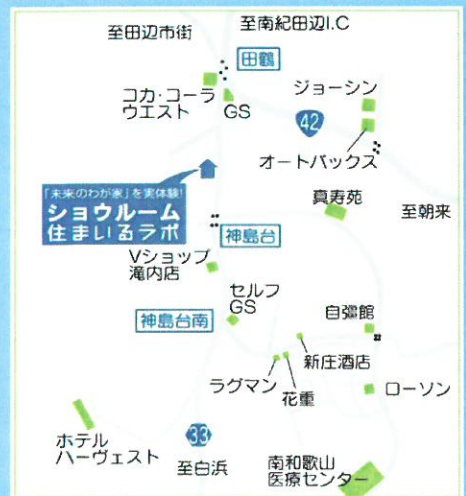 至南紀田辺I.C
至田辺市街
田鶴
ジョーシン
コカ・コーラ
ウエスト
GS
42
オートバックス
「未来のわが家」を実体験!
ショウルーム
住まいるラボ
真寿苑
至朝来
神島台
Vショップ
滝内店
セルフ
GS
自彊館
神島台南
新庄酒店
ラグマン
花重
ローソン
ホテル
ハーヴェスト
33
至白浜
南和歌山
医療センター